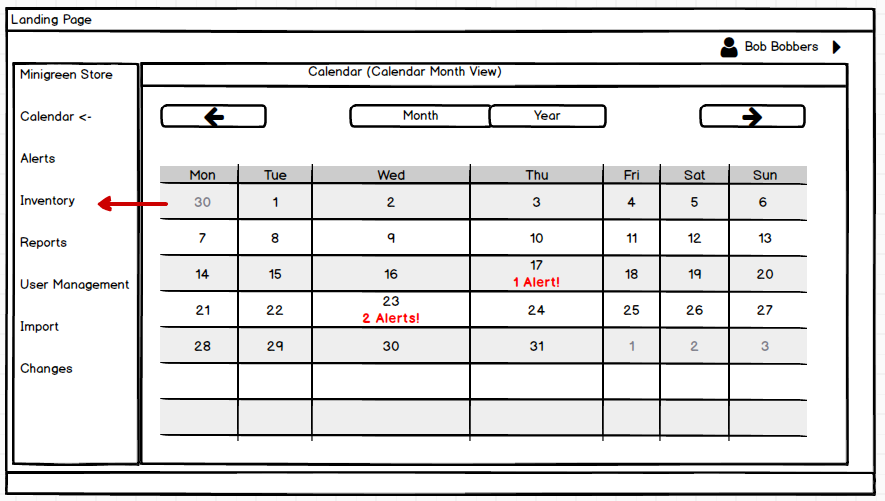 Landing Page
Bob Bobbers
Minigreen Store
Calendar <-
Alerts
Inventory
Reports
User Management
Import
Changes
Calendar (Calendar Month View)
Month Year
Mon Tue Wed Thu Fri Sat Sun
30 1 2 3 4 5 6
7 8 9 10 11 12 13
14 15 16 17 18 19 20
1 Alert!
21 22 23 24 25 26 27
2 Alerts!
28 29 30 31 1 2 3